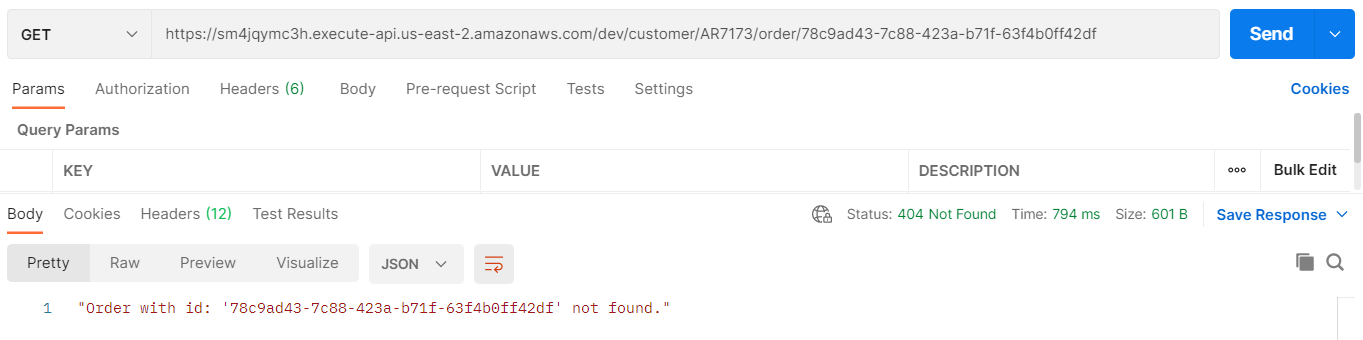 GET https://sm4jqymc3h.execute-api.us-east-2.amazonaws.com/dev/customer/AR7173/order/78c9ad43-7c88-423a-b71f-63f4b0ff42df Send
Params Authorization Headers (6) Body Pre-request Script Tests Settings Cookies
Query Params
KEY VALUE DESCRIPTION Bulk Edit
Body Cookies Headers (12) Test Results Status: 404 Not Found Time: 794 ms Size: 601 B Save Response
Pretty Raw Preview Visualize JSON
1 "Order with id: '78c9ad43-7c88-423a-b71f-63f4b0ff42df' not found."